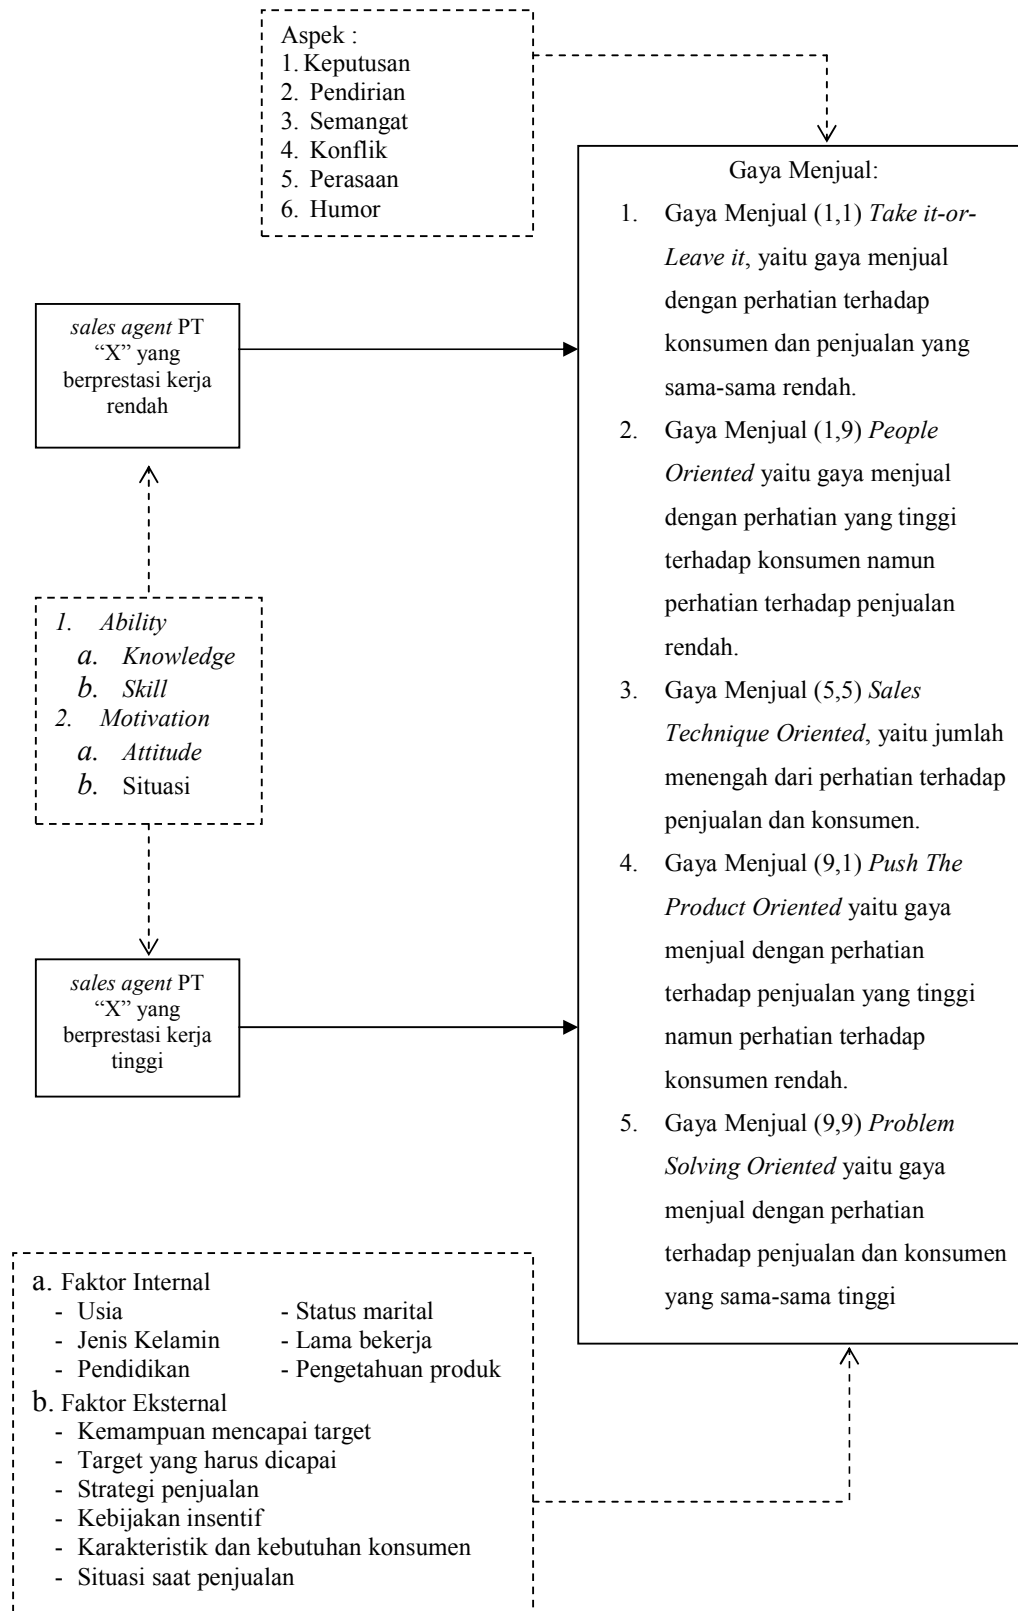 Aspek :
1. Keputusan
2. Pendirian
3. Semangat
4. Konflik
5. Perasaan
6. Humor
Gaya Menjual:
1. Gaya Menjual (1,1) Take it-or-
Leave it, yaitu gaya menjual
dengan perhatian terhadap
konsumen dan penjualan yang
sama-sama rendah.
2. Gaya Menjual (1,9) People
Oriented yaitu gaya menjual
dengan perhatian yang tinggi
terhadap konsumen namun
perhatian terhadap penjualan
rendah.
3. Gaya Menjual (5,5) Sales
Technique Oriented, yaitu jumlah
menengah dari perhatian terhadap
penjualan dan konsumen.
4. Gaya Menjual (9,1) Push The
Product Oriented yaitu gaya
menjual dengan perhatian
terhadap penjualan yang tinggi
namun perhatian terhadap
konsumen rendah.
5. Gaya Menjual (9,9) Problem
Solving Oriented yaitu gaya
menjual dengan perhatian
terhadap penjualan dan konsumen
yang sama-sama tinggi
sales agent PT
“X” yang
berprestasi kerja
rendah
1. Ability
a. Knowledge
b. Skill
2. Motivation
a. Attitude
b. Situasi
sales agent PT
“X” yang
berprestasi kerja
tinggi
a. Faktor Internal
- Usia - Status marital
- Jenis Kelamin - Lama bekerja
- Pendidikan - Pengetahuan produk
b. Faktor Eksternal
- Kemampuan mencapai target
- Target yang harus dicapai
- Strategi penjualan
- Kebijakan insentif
- Karakteristik dan kebutuhan konsumen
- Situasi saat penjualan